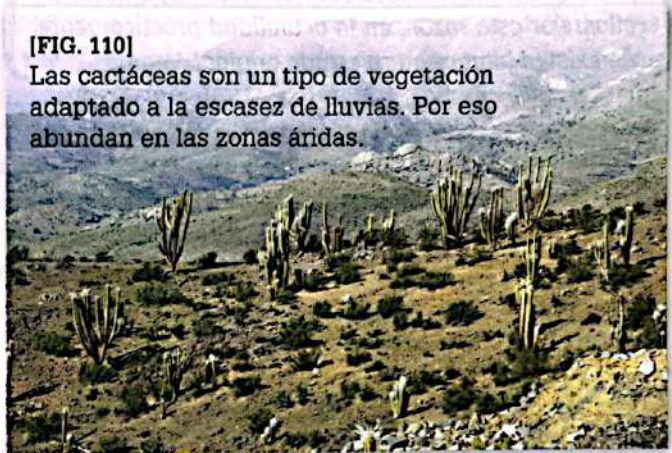 [FIG. 110]
Las cactáceas son un tipo de vegetación
adaptado a la escasez de lluvias. Por eso
abundan en las zonas áridas.